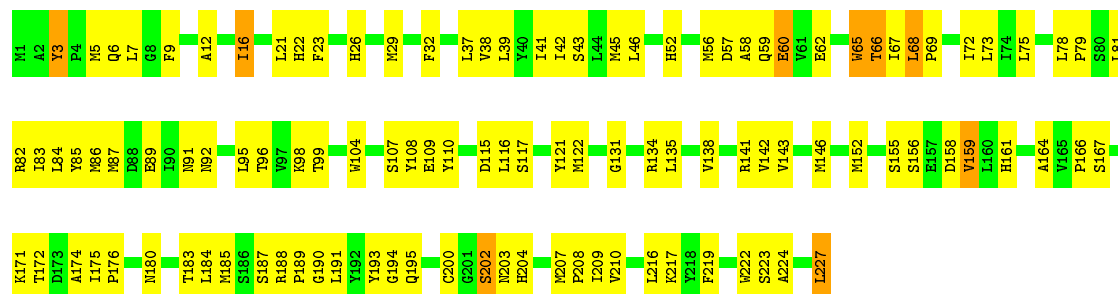 M1 A2 Y3 P4 M5 Q6 L7 G8 F9 A12 I16 L21 H22 F23 H26 M29 F32 L37 V38 L39 Y40 I41 I42 S43 L44 M45 L46 H52 M56 D57 A58 Q59 E60 V61 E62 W65 T66 I67 L68 P69 I72 L73 I74 L75 L78 P79 S80 L81
R82 I83 L84 Y85 M86 M87 D88 E89 I90 N91 N92 L95 T96 V97 K98 T99 W104 S107 Y108 E109 Y110 D115 L116 S117 Y121 M122 G131 R134 L135 V138 R141 V142 V143 M146 M152 S155 S156 E157 D158 V159 L160 H161 A164 V165 P166 S167
K171 T172 D173 A174 I175 P176 N180 T183 L184 M185 S186 S187 R188 P189 G190 L191 Y192 Y193 G194 Q195 C200 G201 S202 N203 H204 M207 P208 I209 V210 L216 K217 Y218 F219 W222 S223 A224 L227